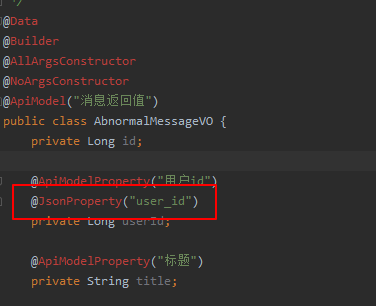 */
@Data
@Builder
@AllArgsConstructor
@NoArgsConstructor
@ApiModel("消息返回值")
public class AbnormalMessageVO {
private Long id;
@ApiModelProperty("用户id")
@JsonProperty("user_id")
private Long userId;
@ApiModelProperty("标题")
private String title;